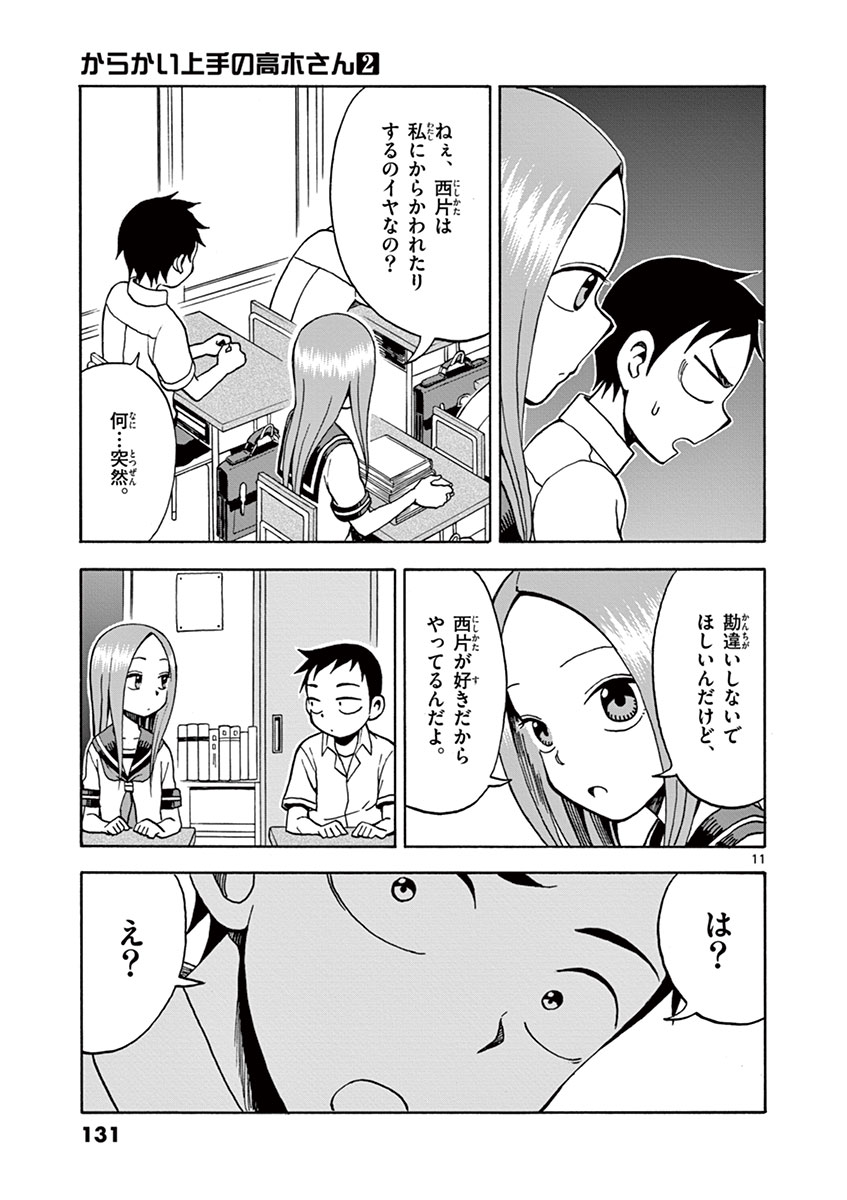 からかい上手の高木さん2
ねぇ、西片は
私にからかわれたり
するのイヤなの？
何…突然。
勘違いしないで
ほしいんだけど、
西片が好きだから
やってるんだよ。
11
は？
え？
131